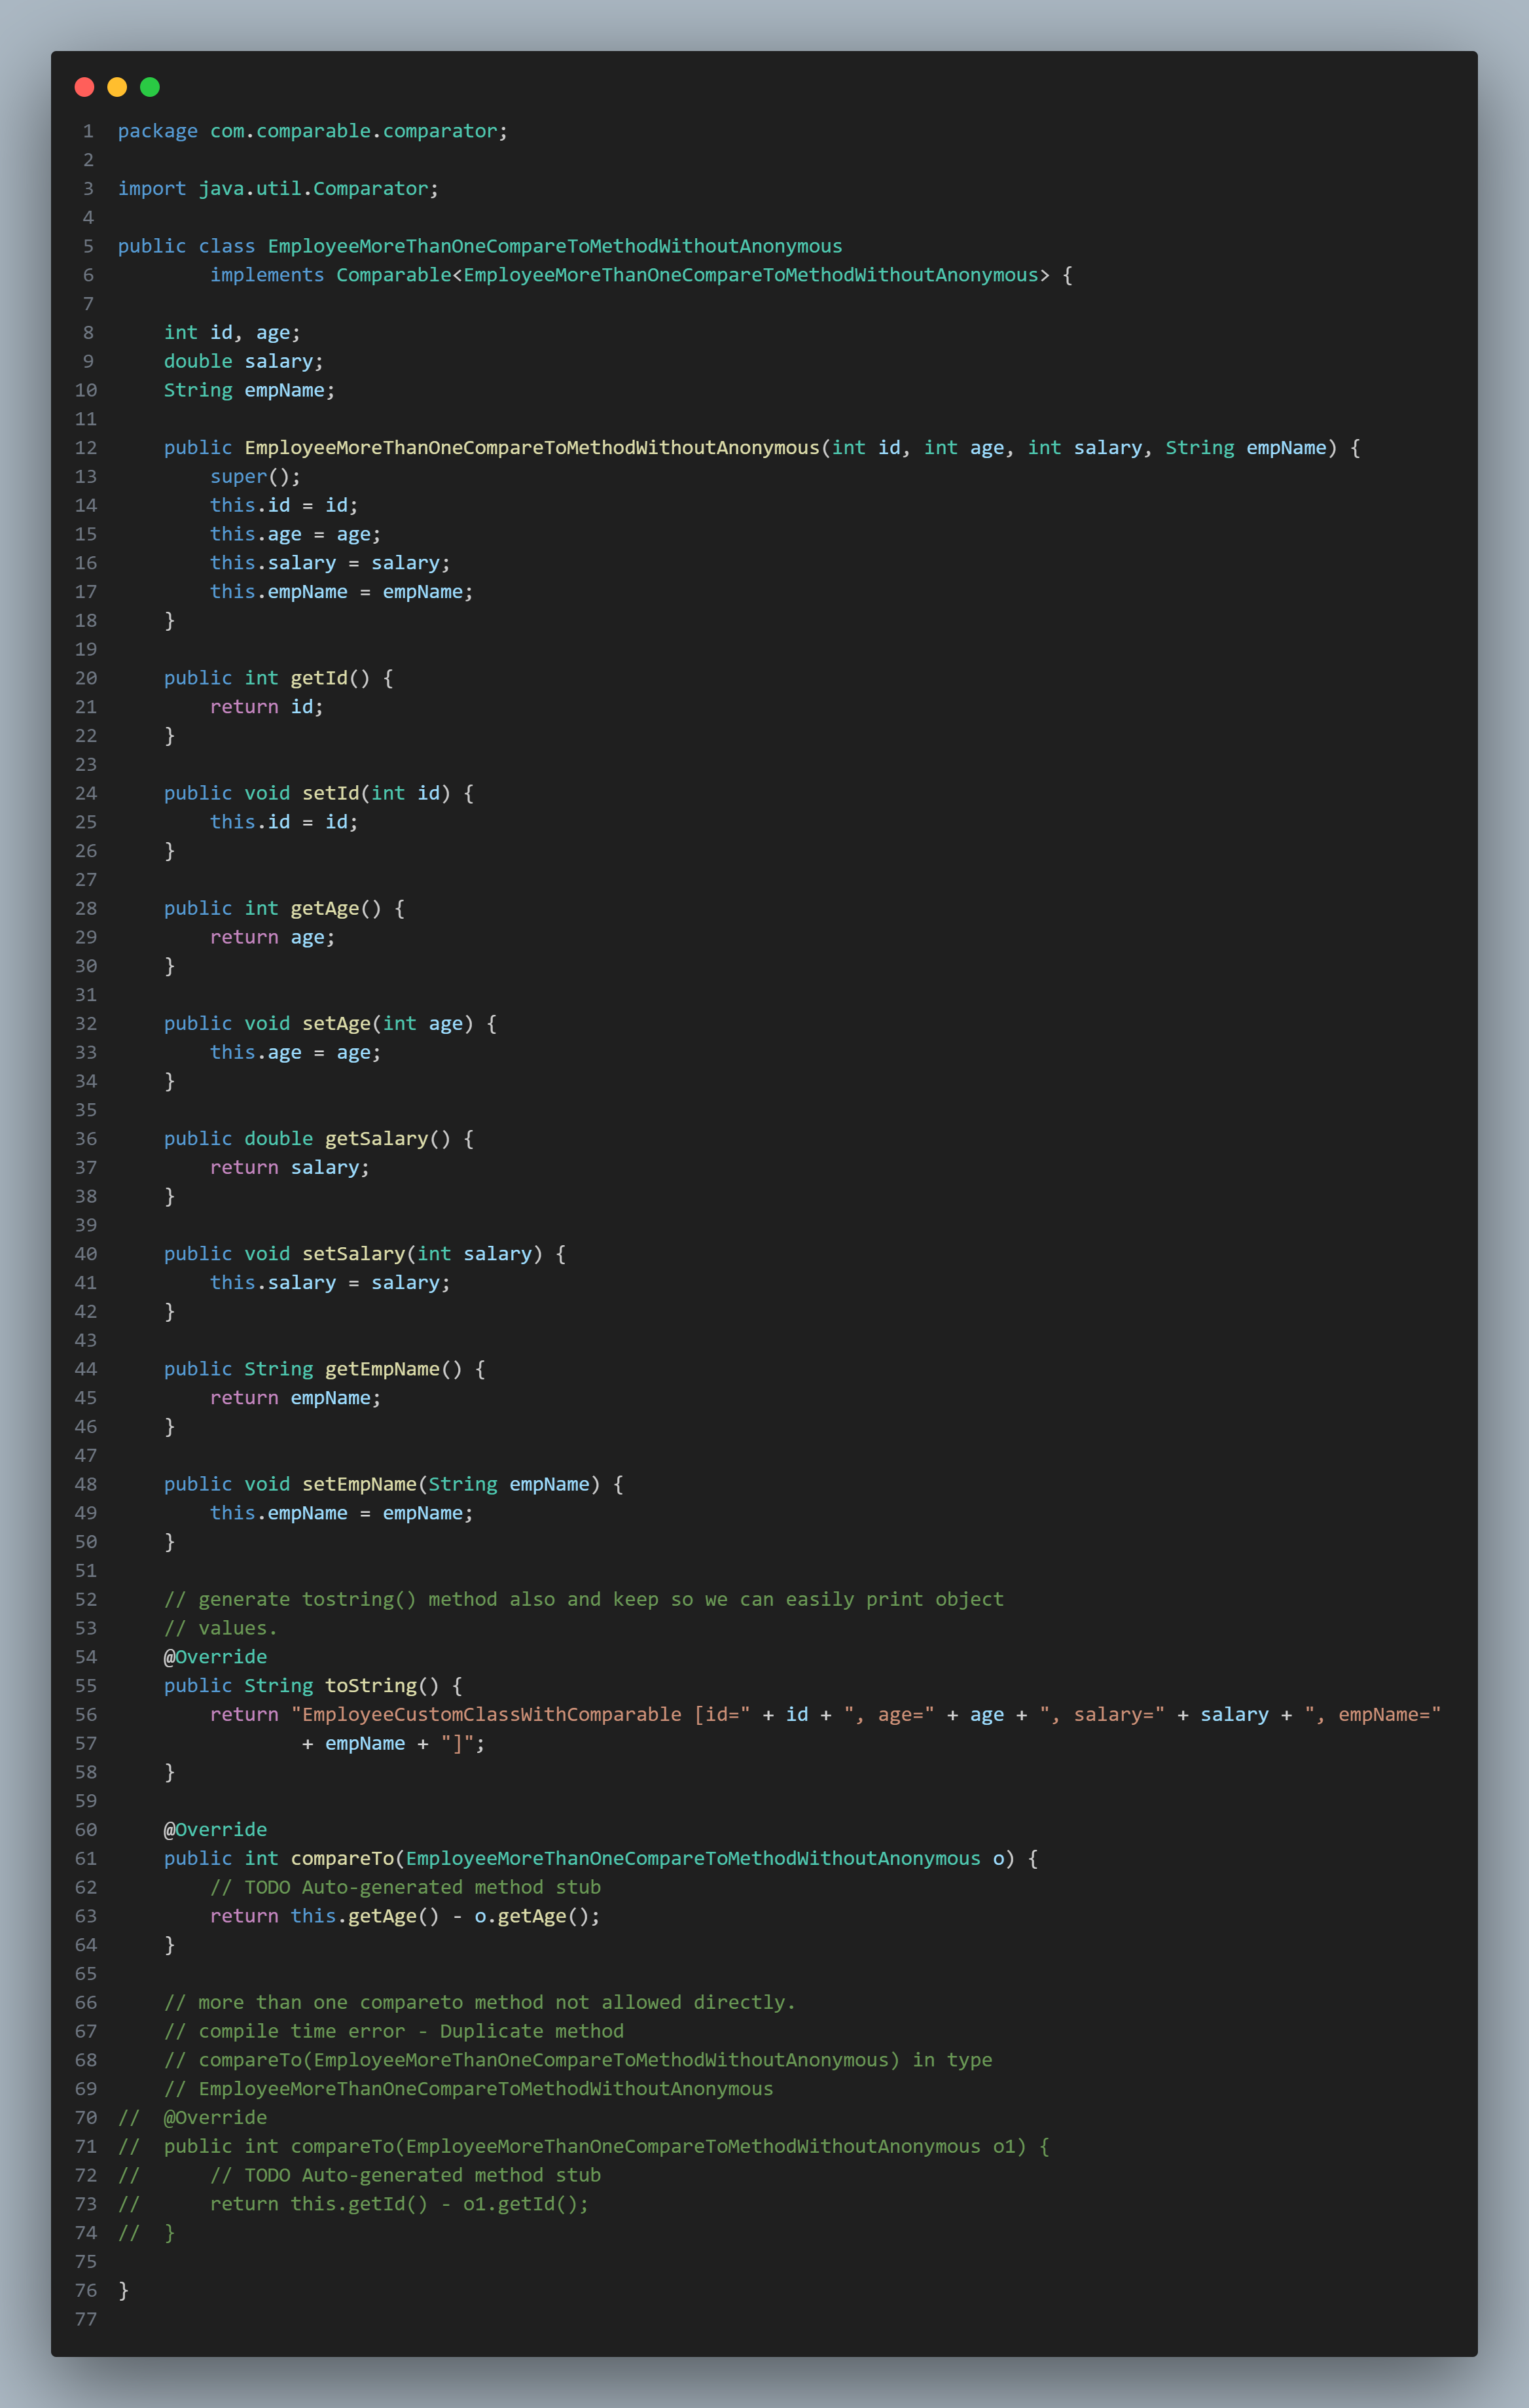 1 package com.comparable.comparator;
2
3 import java.util.Comparator;
4
5 public class EmployeeMoreThanOneCompareToMethodWithoutAnonymous
6         implements Comparable<EmployeeMoreThanOneCompareToMethodWithoutAnonymous> {
7
8     int id, age;
9     double salary;
10     String empName;
11
12     public EmployeeMoreThanOneCompareToMethodWithoutAnonymous(int id, int age, int salary, String empName) {
13         super();
14         this.id = id;
15         this.age = age;
16         this.salary = salary;
17         this.empName = empName;
18     }
19
20     public int getId() {
21         return id;
22     }
23
24     public void setId(int id) {
25         this.id = id;
26     }
27
28     public int getAge() {
29         return age;
30     }
31
32     public void setAge(int age) {
33         this.age = age;
34     }
35
36     public double getSalary() {
37         return salary;
38     }
39
40     public void setSalary(int salary) {
41         this.salary = salary;
42     }
43
44     public String getEmpName() {
45         return empName;
46     }
47
48     public void setEmpName(String empName) {
49         this.empName = empName;
50     }
51
52     // generate tostring() method also and keep so we can easily print object
53     // values.
54     @Override
55     public String toString() {
56         return "EmployeeCustomClassWithComparable [id=" + id + ", age=" + age + ", salary=" + salary + ", empName="
57                 + empName + "]";
58     }
59
60     @Override
61     public int compareTo(EmployeeMoreThanOneCompareToMethodWithoutAnonymous o) {
62         // TODO Auto-generated method stub
63         return this.getAge() - o.getAge();
64     }
65
66     // more than one compareto method not allowed directly.
67     // compile time error - Duplicate method
68     // compareTo(EmployeeMoreThanOneCompareToMethodWithoutAnonymous) in type
69     // EmployeeMoreThanOneCompareToMethodWithoutAnonymous
70 //  @Override
71 //  public int compareTo(EmployeeMoreThanOneCompareToMethodWithoutAnonymous o1) {
72 //      // TODO Auto-generated method stub
73 //      return this.getId() - o1.getId();
74 //  }
75
76 }
77